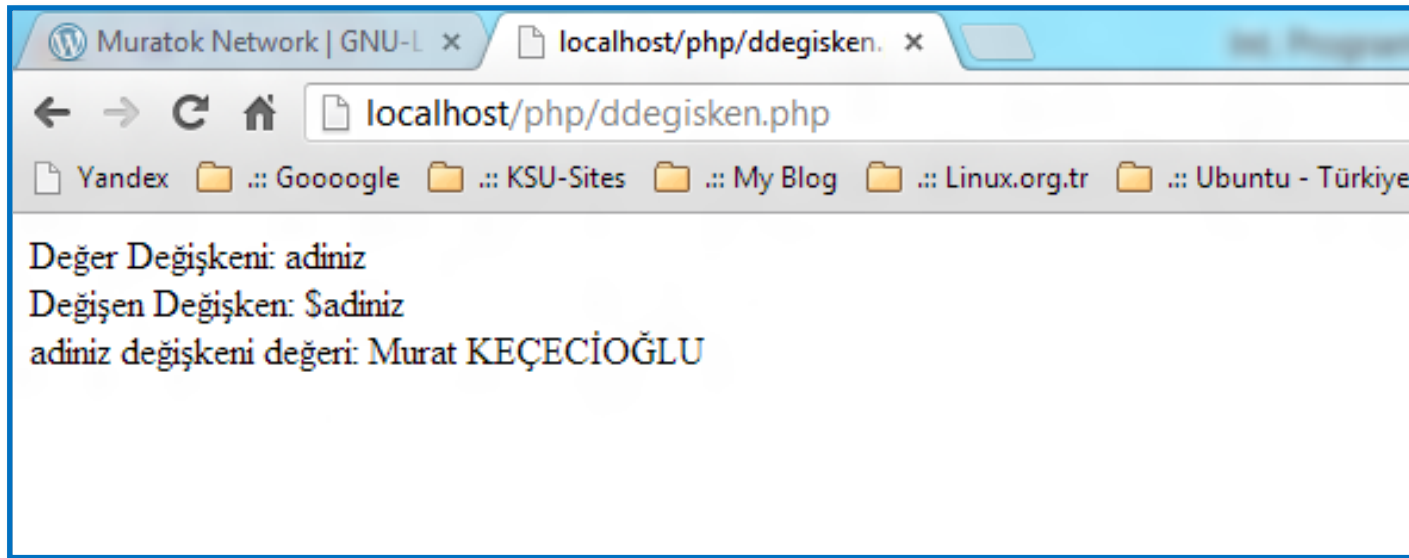 Muratok Network | GNU-L
localhost/php/ddegisken.
localhost/php/ddegisken.php
Yandex .:: Goooogle .:: KSU-Sites .:: My Blog .:: Linux.org.tr .:: Ubuntu - Türkiye
Değer Değişkeni: adiniz
Değişen Değişken: $adiniz
adiniz değişkeni değeri: Murat KEÇECİOĞLU